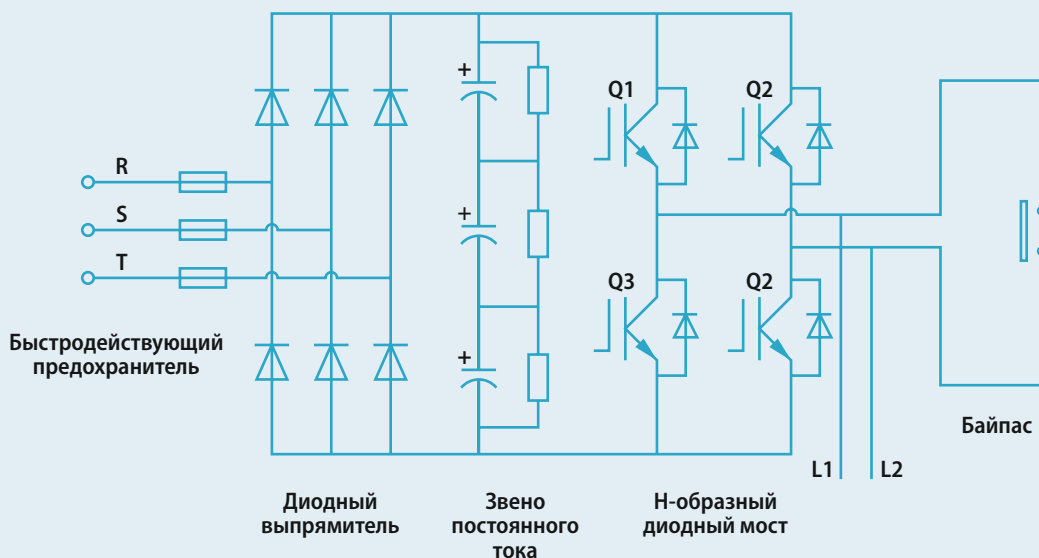 +
Q1
Q2
R
S
+
T
Q3
Q2
Быстродействующий
предохранитель
+
Байпас
L1
L2
Диодный
выпрямитель
Звено
постоянного
тока
Н-образный
диодный мост